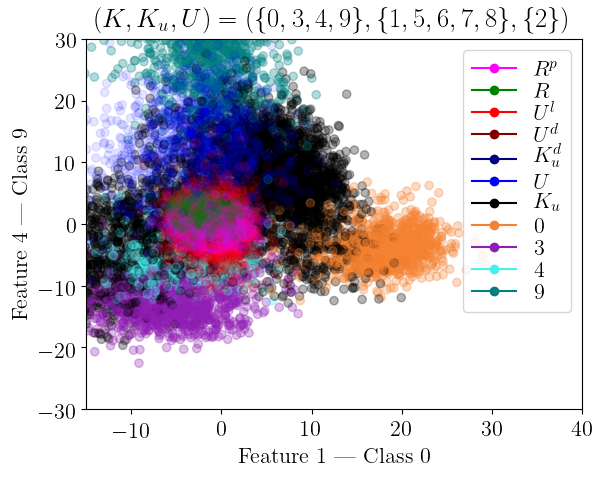 (K, K_u, U) = ({0, 3, 4, 9}, {1, 5, 6, 7, 8}, {2})
30
20
10
0
−10
−20
−30
Feature 4 — Class 9
R^p
R
U^l
U^d
K_u^d
U
K_u
0
3
4
9
−10
0
10
20
30
40
Feature 1 — Class 0